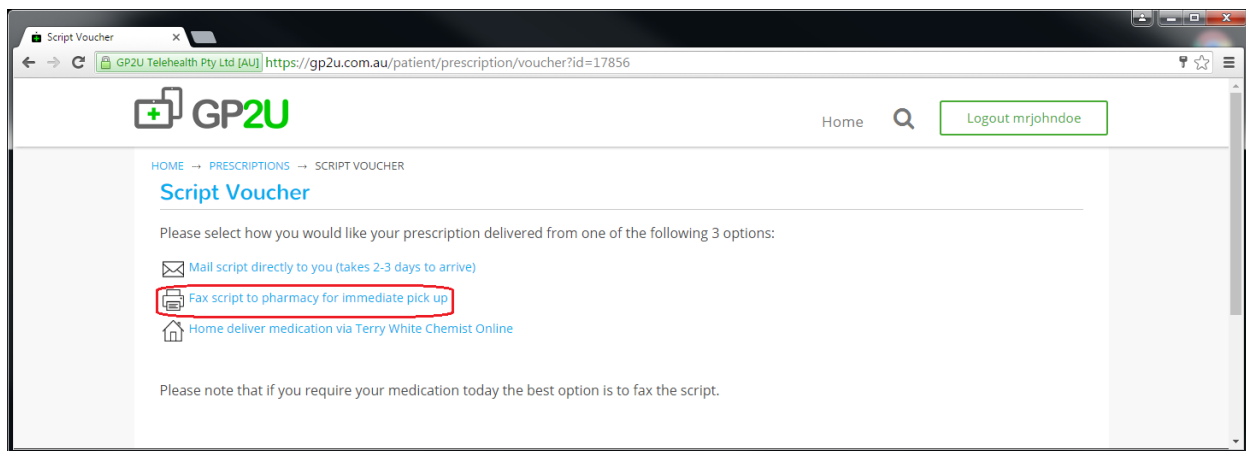 Script Voucher
GP2U Telehealth Pty Ltd [AU] https://gp2u.com.au/patient/prescription/voucher?id=17856
GP2U
Home
Logout mrjohndoe
HOME → PRESCRIPTIONS → SCRIPT VOUCHER
Script Voucher
Please select how you would like your prescription delivered from one of the following 3 options:
Mail script directly to you (takes 2-3 days to arrive)
Fax script to pharmacy for immediate pick up
Home deliver medication via Terry White Chemist Online
Please note that if you require your medication today the best option is to fax the script.